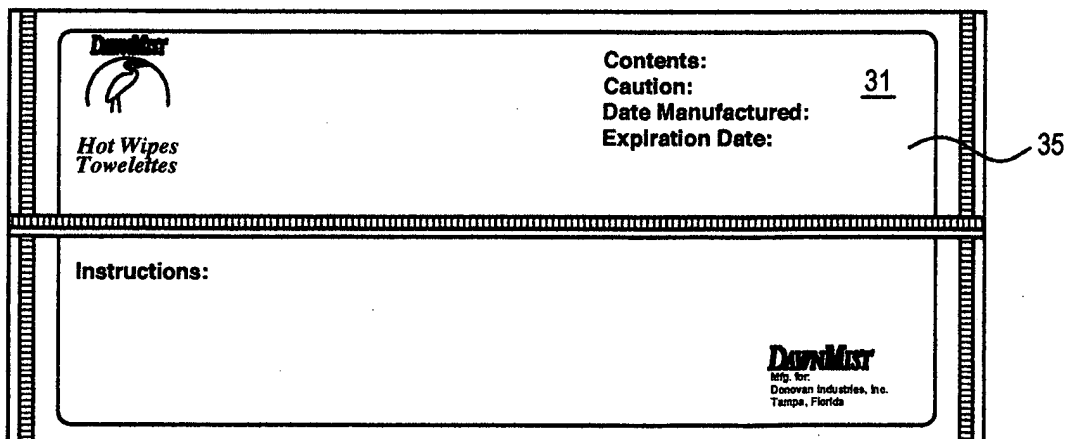 DAWNMIST
Hot Wipes
Towelettes
Contents:
Caution:
Date Manufactured:
Expiration Date:
31
35
Instructions:
DAWNMIST
Mfg. for:
Donovan Industries, Inc.
Tampa, Florida